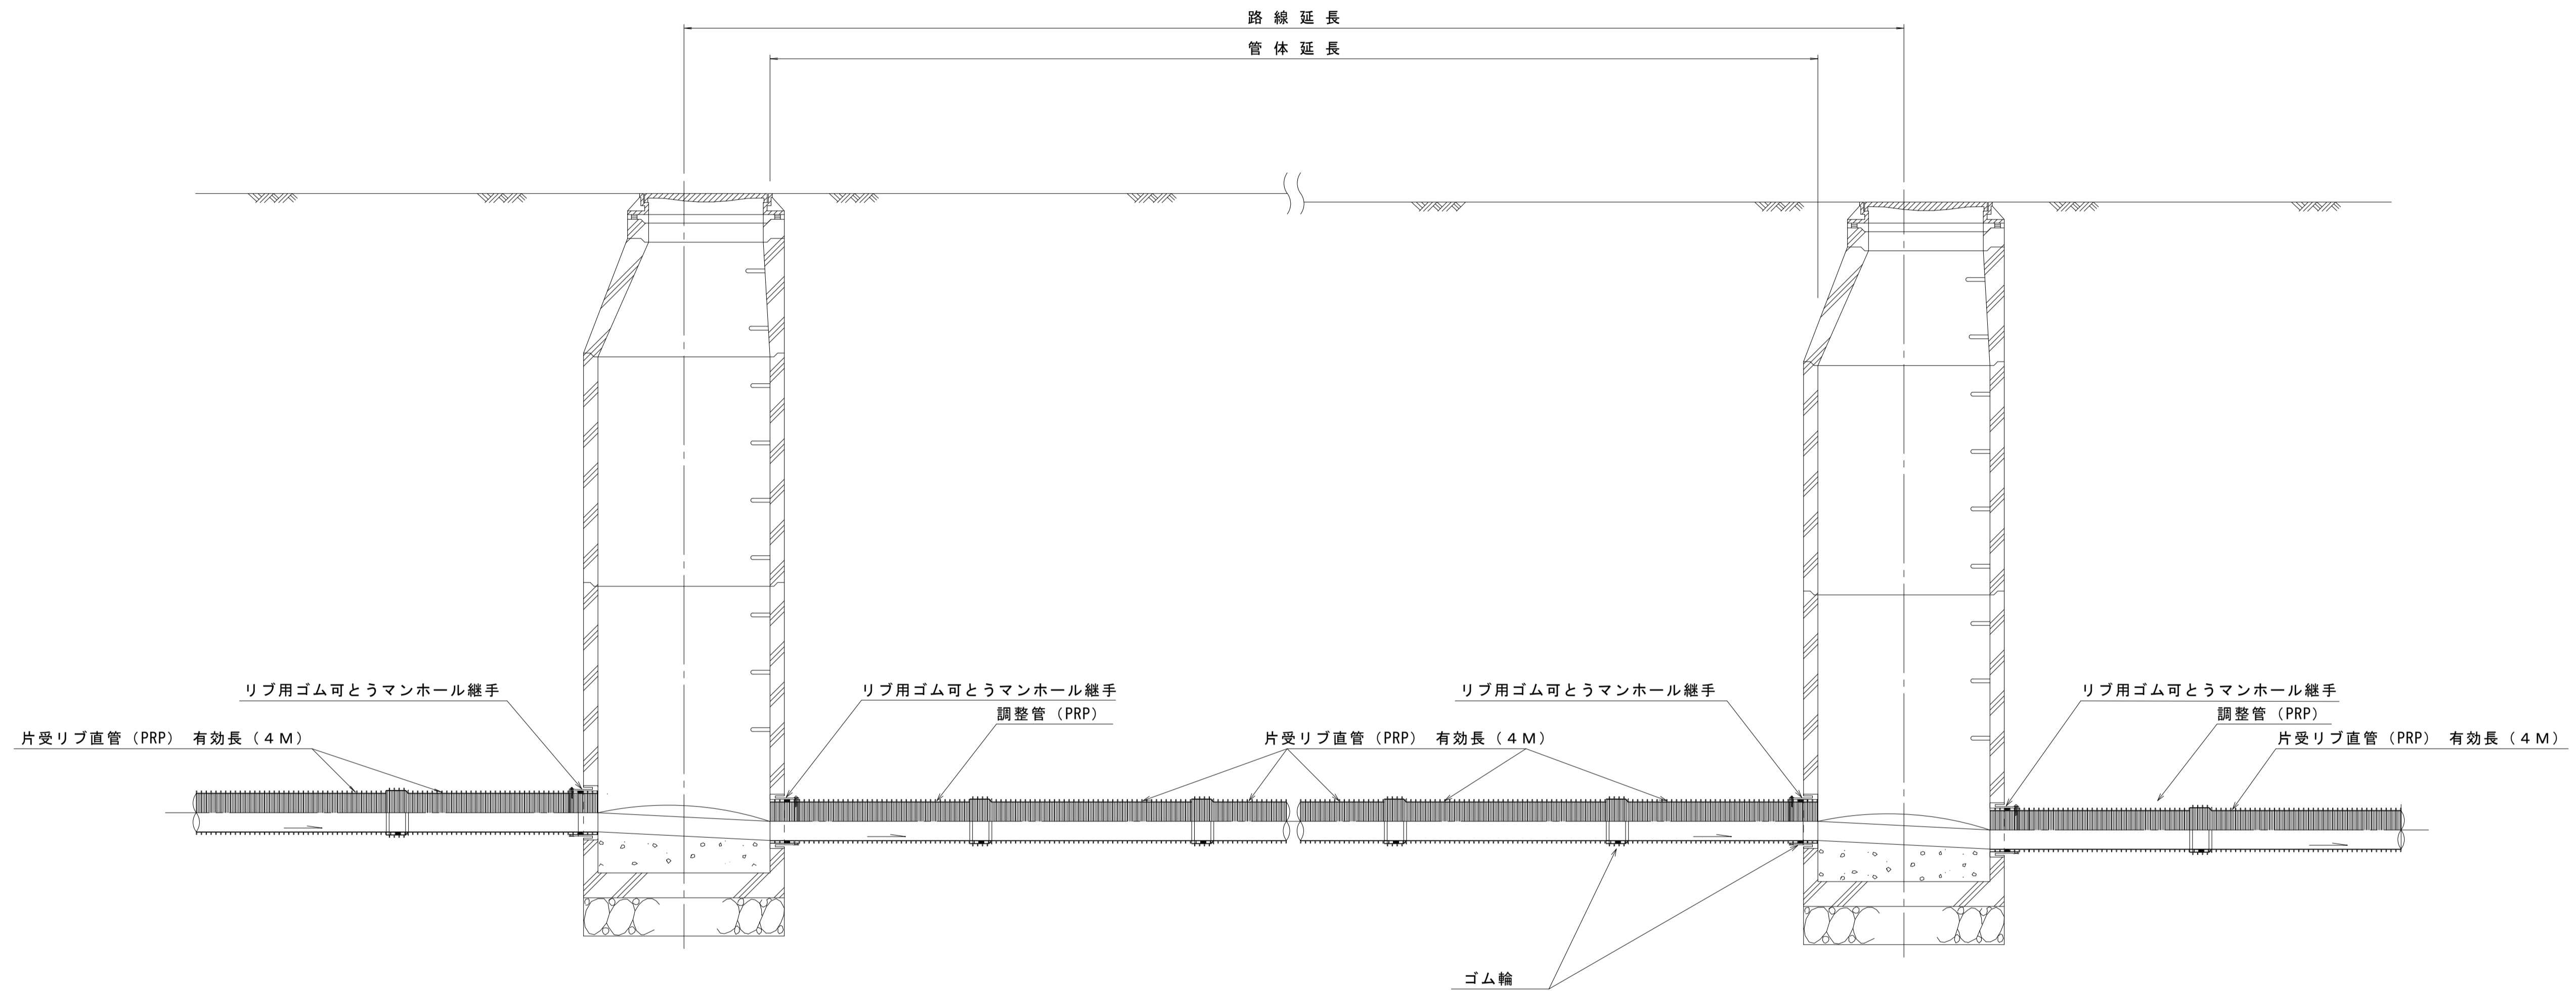 路線延長
管体延長
リブ用ゴム可とうマンホール継手
リブ用ゴム可とうマンホール継手
リブ用ゴム可とうマンホール継手
リブ用ゴム可とうマンホール継手
調整管（PRP）
調整管（PRP）
片受リブ直管（PRP） 有効長（４Ｍ）
片受リブ直管（PRP） 有効長（４Ｍ）
片受リブ直管（PRP） 有効長（４Ｍ）
ゴム輪